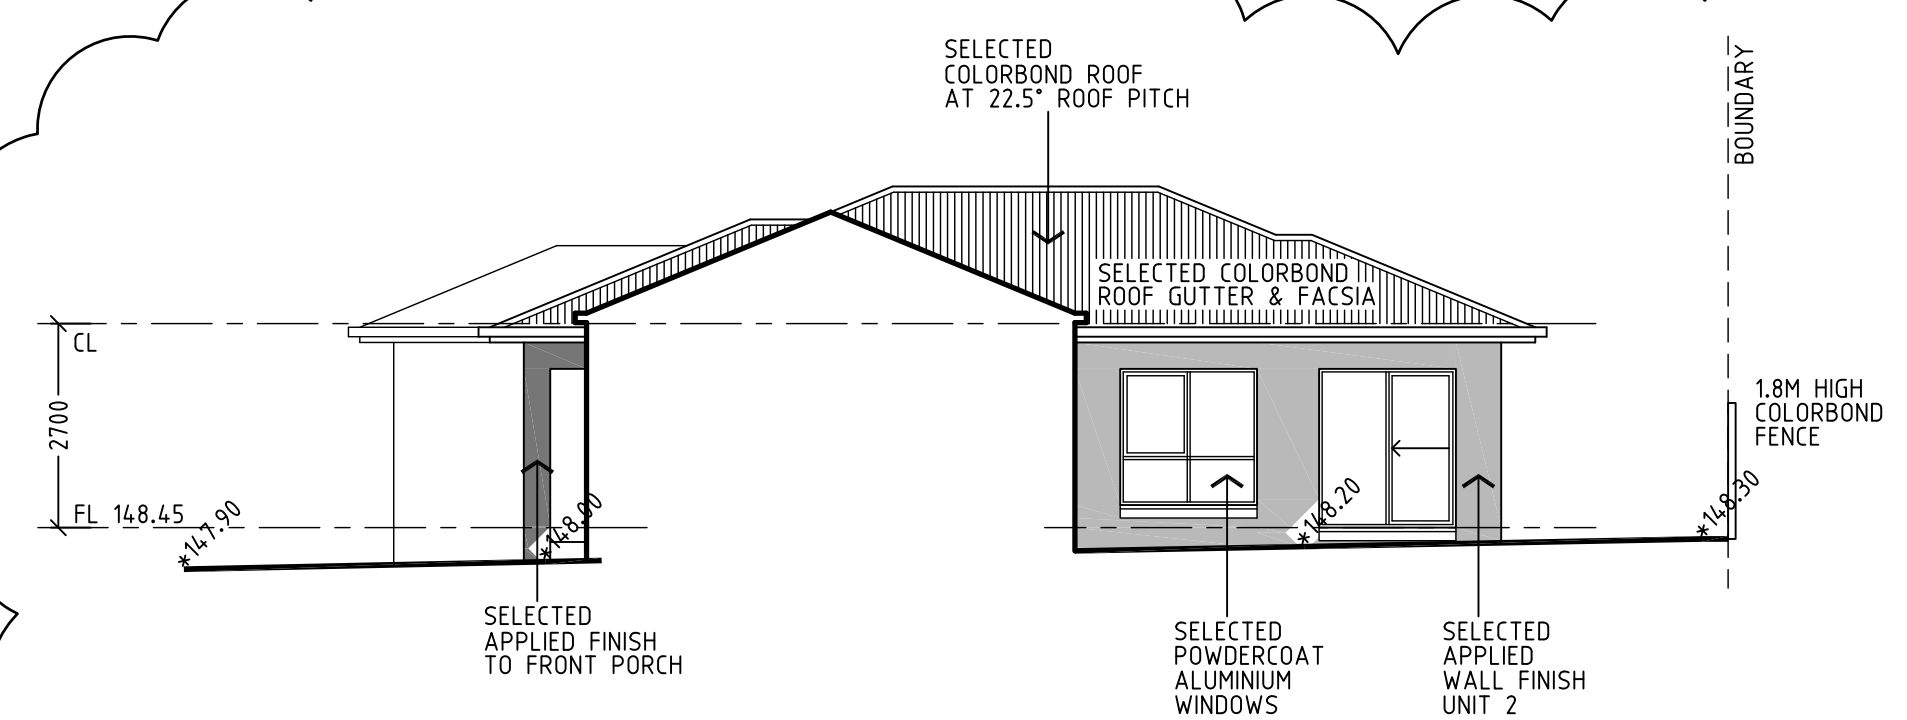 SELECTED
COLORBOND ROOF
AT 22.5° ROOF PITCH
BOUNDARY
SELECTED COLORBOND
ROOF GUTTER & FACSIA
CL
2700
1.8M HIGH
COLORBOND
FENCE
FL 148.45
*147.90
*148.00
*148.20
*148.30
SELECTED
APPLIED FINISH
TO FRONT PORCH
SELECTED
POWDERCOAT
ALUMINIUM
WINDOWS
SELECTED
APPLIED
WALL FINISH
UNIT 2